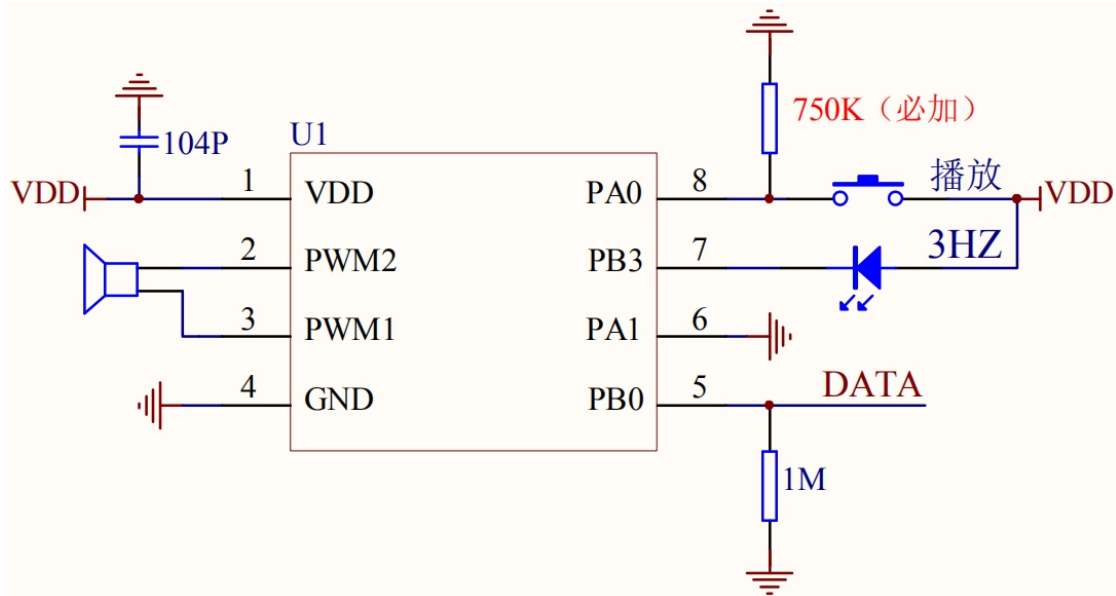 750K（必加）
104P
U1
VDD
1
VDD
PA0
8
播放
VDD
2
PWM2
PB3
7
3HZ
3
PWM1
PA1
6
4
GND
PB0
5
DATA
1M